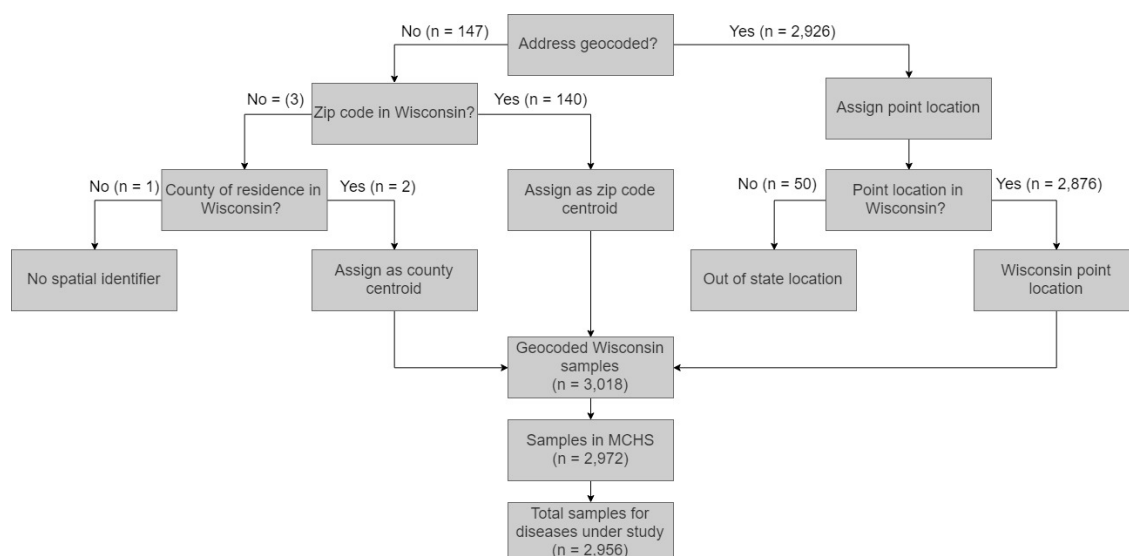 No (n = 147)
Address geocoded?
Yes (n = 2,926)
No = (3)
Zip code in Wisconsin?
Yes (n = 140)
Assign point location
No (n = 1)
County of residence in
Wisconsin?
Yes (n = 2)
Assign as zip code
centroid
No (n = 50)
Point location in
Wisconsin?
Yes (n = 2,876)
No spatial identifier
Assign as county
centroid
Out of state location
Wisconsin point
location
Geocoded Wisconsin
samples
(n = 3,018)
Samples in MCHS
(n = 2,972)
Total samples for
diseases under study
(n = 2,956)